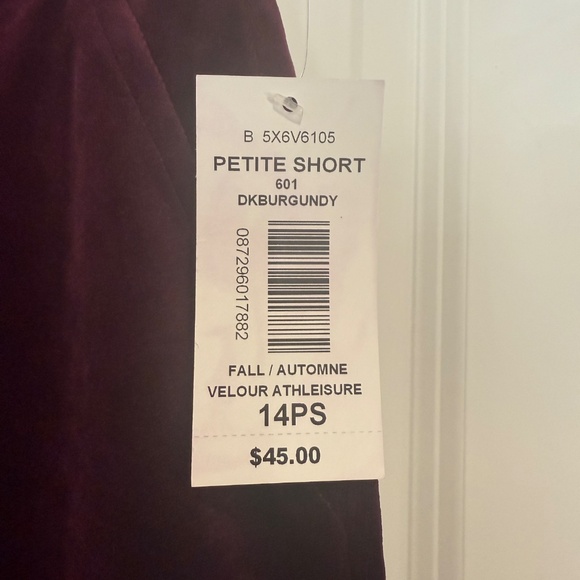 B 5X6V6105
PETITE SHORT
601
DKBURGUNDY
087296017882
FALL / AUTOMNE
VELOUR ATHLEISURE
14PS
$45.00